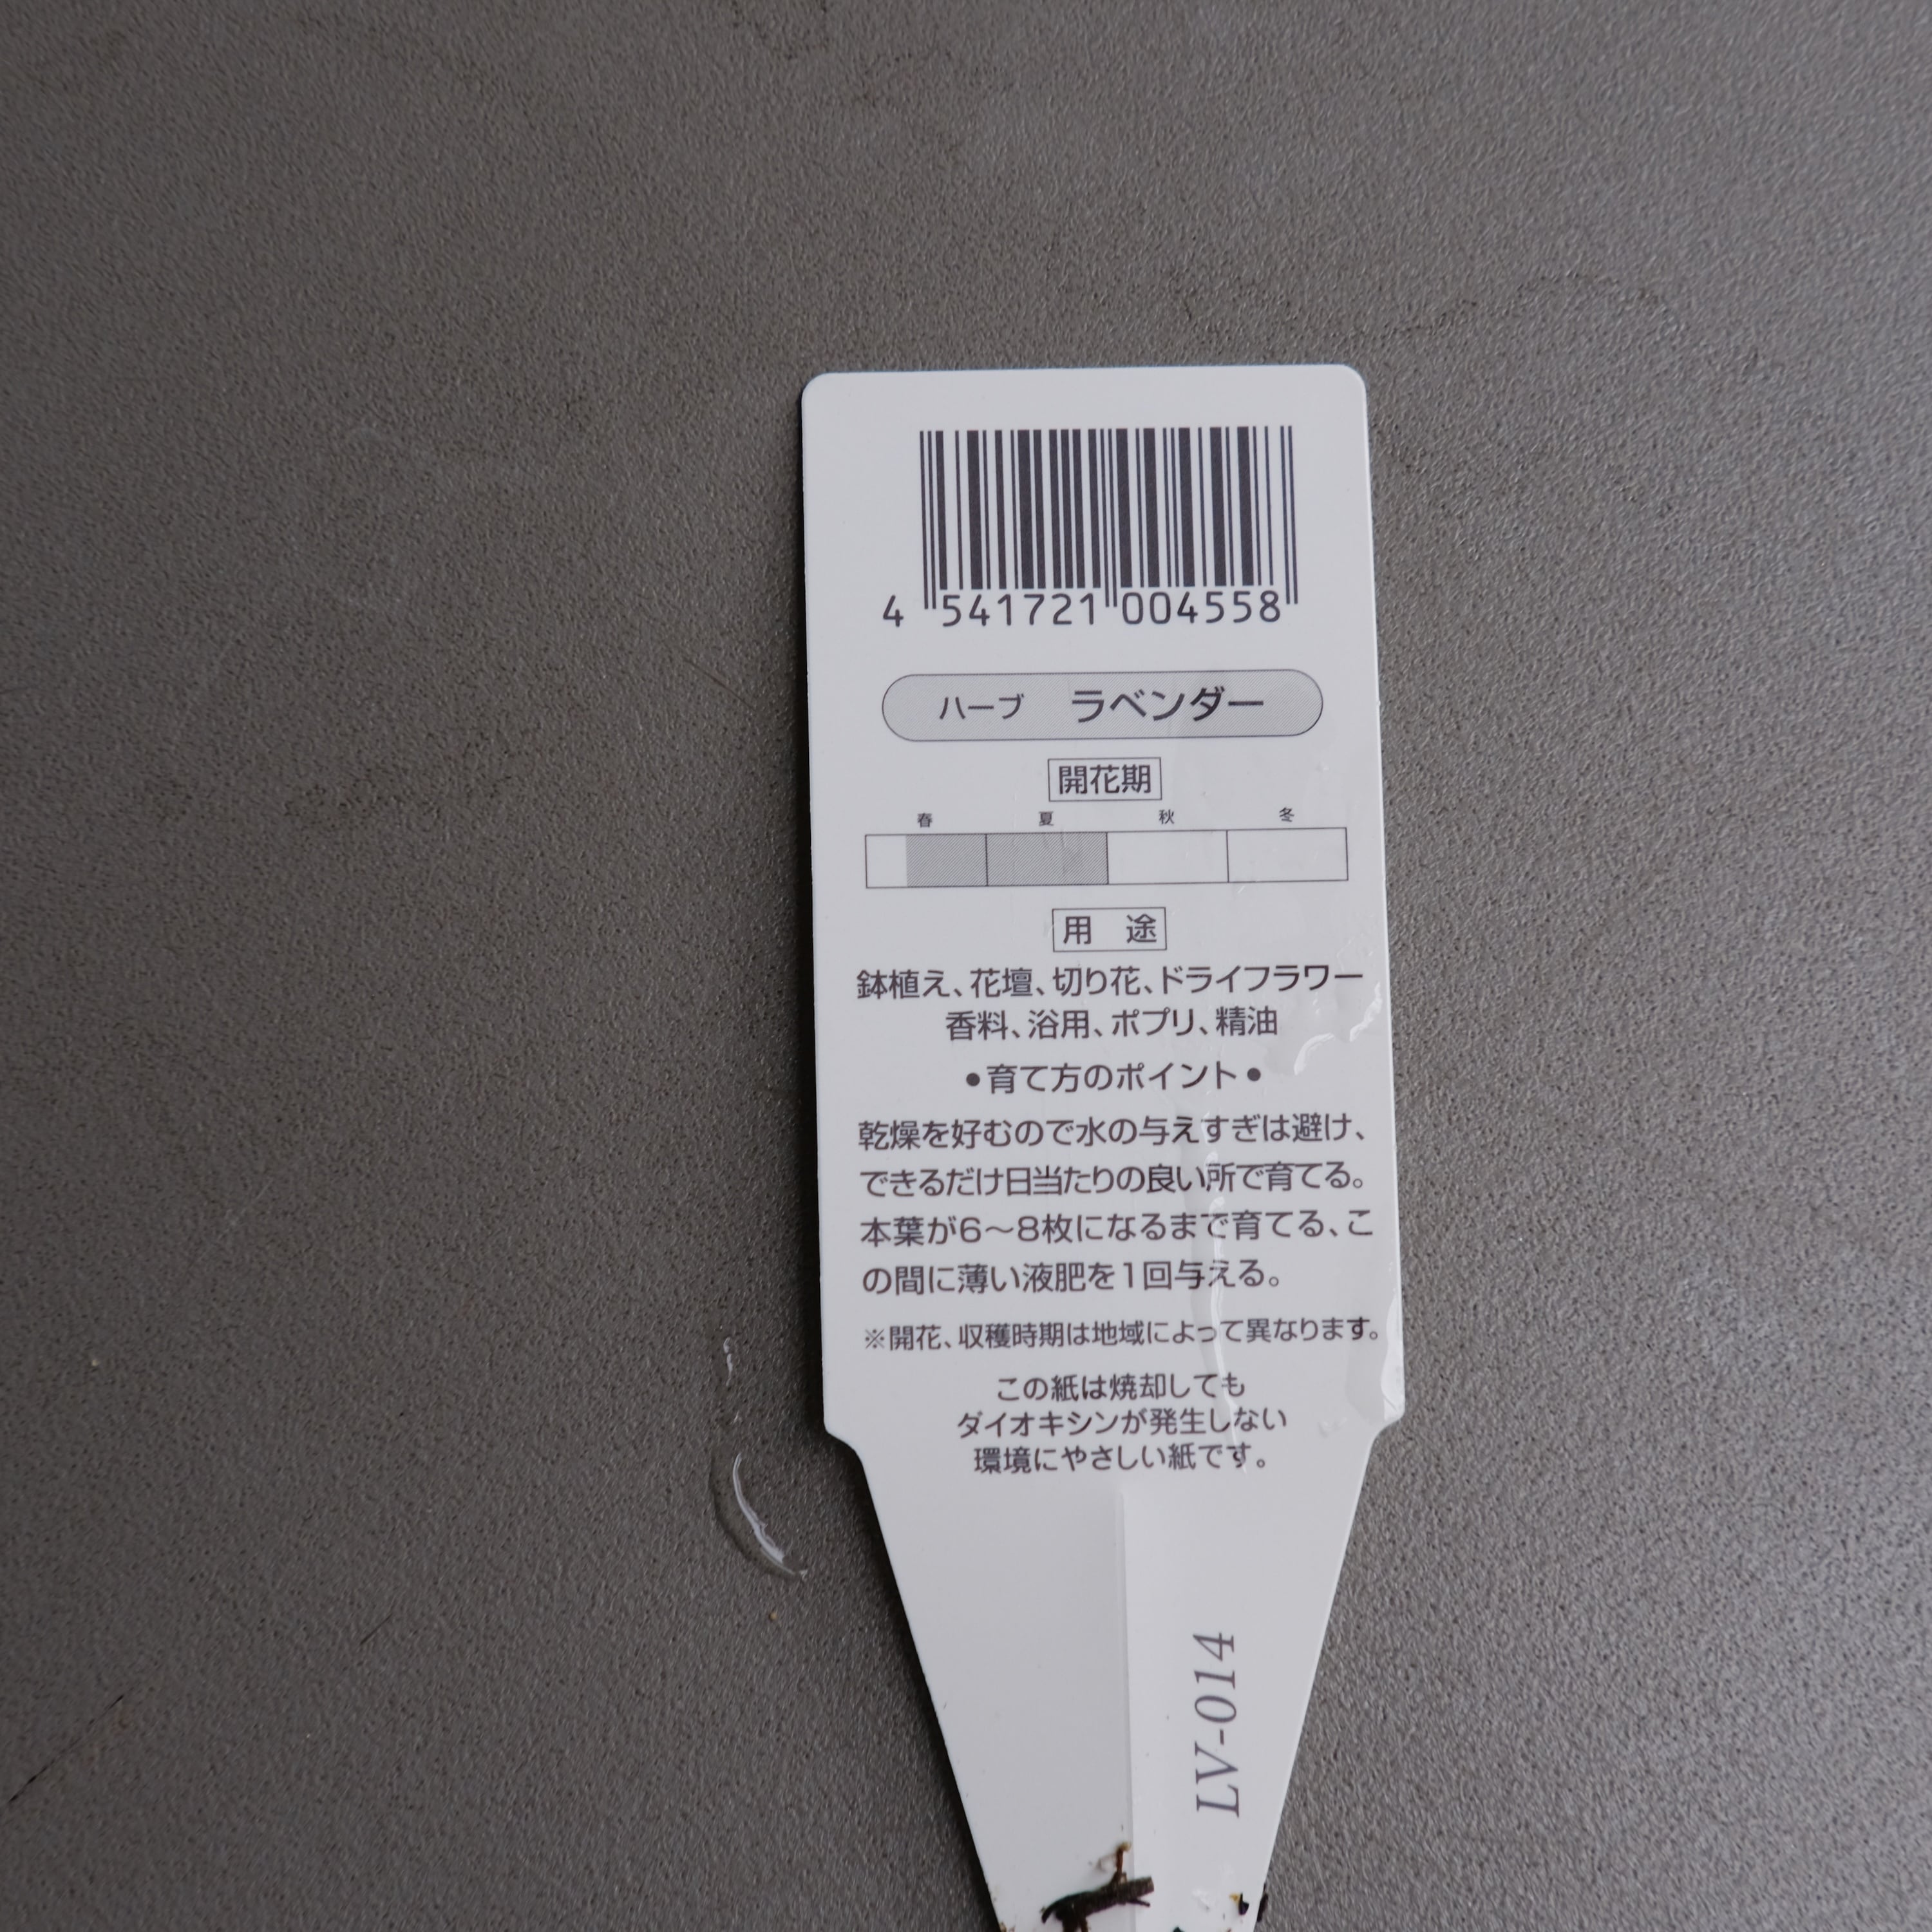 4 541721 004558
ハーブ ラベンダー
開花期
春 夏 秋 冬
用 途
鉢植え、花壇、切り花、ドライフラワー
香料、浴用、ポプリ、精油
•育て方のポイント•
乾燥を好むので水の与えすぎは避け、
できるだけ日当たりの良い所で育てる。
本葉が6〜8枚になるまで育てる、こ
の間に薄い液肥を1回与える。
※開花、収穫時期は地域によって異なります。
この紙は焼却しても
ダイオキシンが発生しない
環境にやさしい紙です。
LV-014